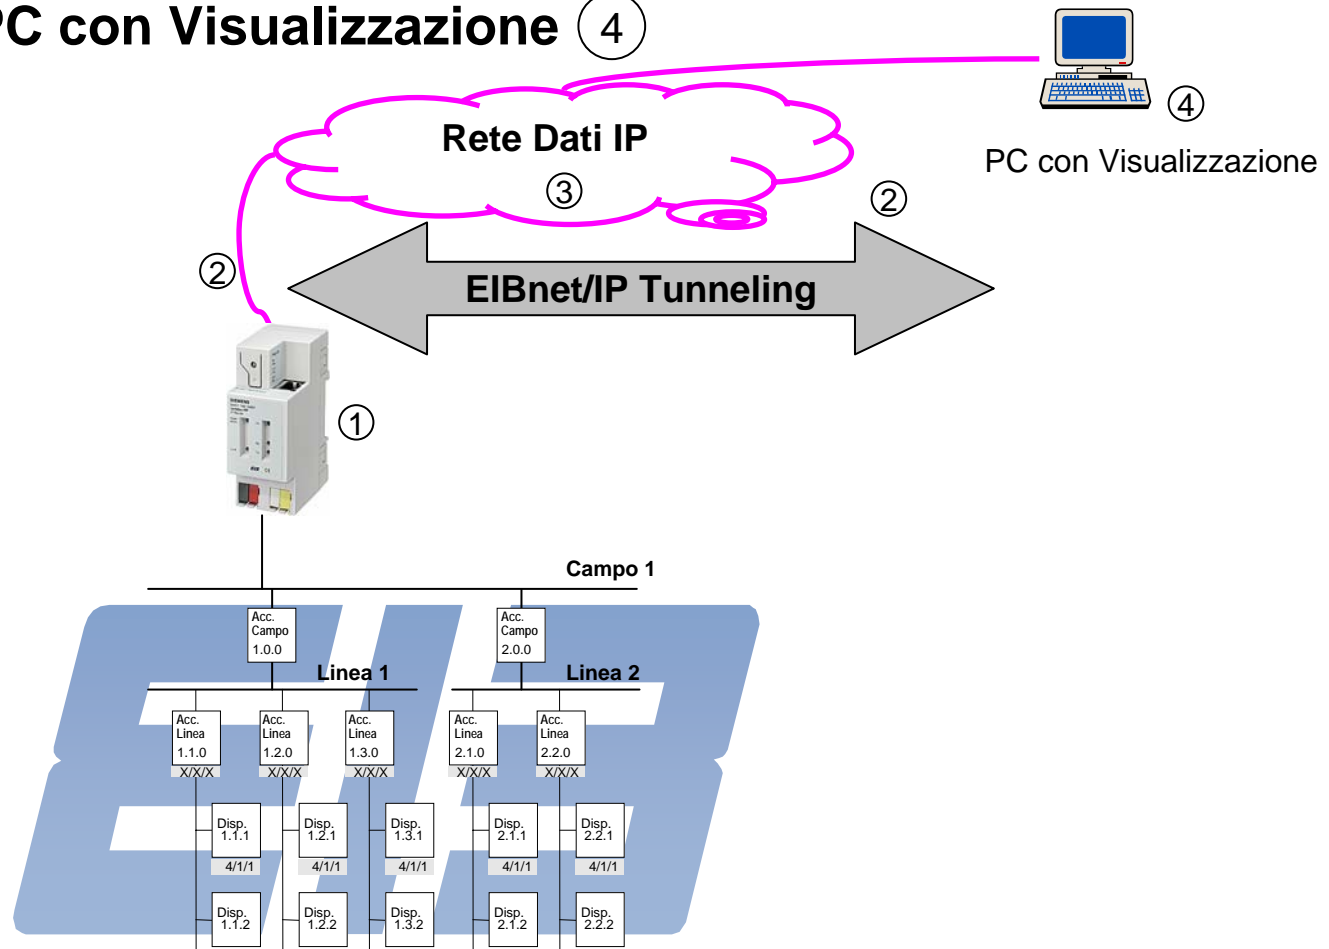 PC con Visualizzazione 4
4
PC con Visualizzazione
Rete Dati IP
3
2
2
EIBnet/IP Tunneling
SIEMENS
1
Campo 1
Acc.
Campo
1.0.0
Acc.
Campo
2.0.0
Linea 1
Linea 2
Acc.
Linea
1.1.0
X/X/X
Acc.
Linea
1.2.0
X/X/X
Acc.
Linea
1.3.0
X/X/X
Acc.
Linea
2.1.0
X/X/X
Acc.
Linea
2.2.0
X/X/X
Disp.
1.1.1
4/1/1
Disp.
1.2.1
4/1/1
Disp.
1.3.1
4/1/1
Disp.
2.1.1
4/1/1
Disp.
2.2.1
4/1/1
Disp.
1.1.2
Disp.
1.2.2
Disp.
1.3.2
Disp.
2.1.2
Disp.
2.2.2
EIB